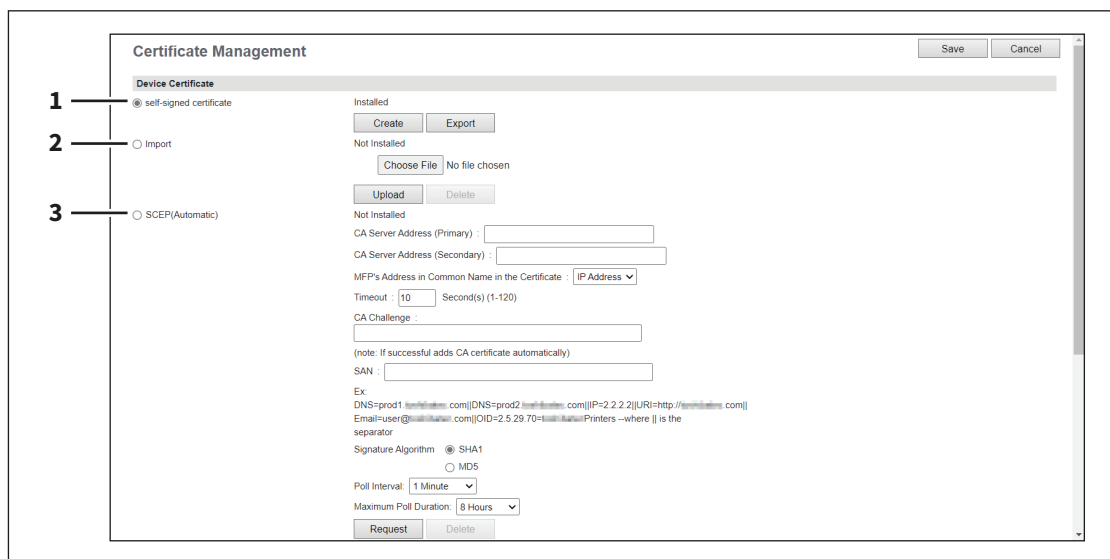 Certificate Management
Save Cancel
Device Certificate
1 self-signed certificate Installed
Create Export
2 Import Not Installed
Choose File No file chosen
Upload Delete
3 SCEP(Automatic) Not Installed
CA Server Address (Primary) :
CA Server Address (Secondary) :
MFP's Address in Common Name in the Certificate : IP Address
Timeout : 10 Second(s) (1-120)
CA Challenge :
(note: If successful adds CA certificate automatically)
SAN :
Ex:
DNS=prod1. .com||DNS=prod2. .com||IP=2.2.2.2||URI=http:// .com||
Email=user@ .com||OID=2.5.29.70= Printers --where || is the
separator
Signature Algorithm SHA1
MD5
Poll Interval: 1 Minute
Maximum Poll Duration: 8 Hours
Request Delete